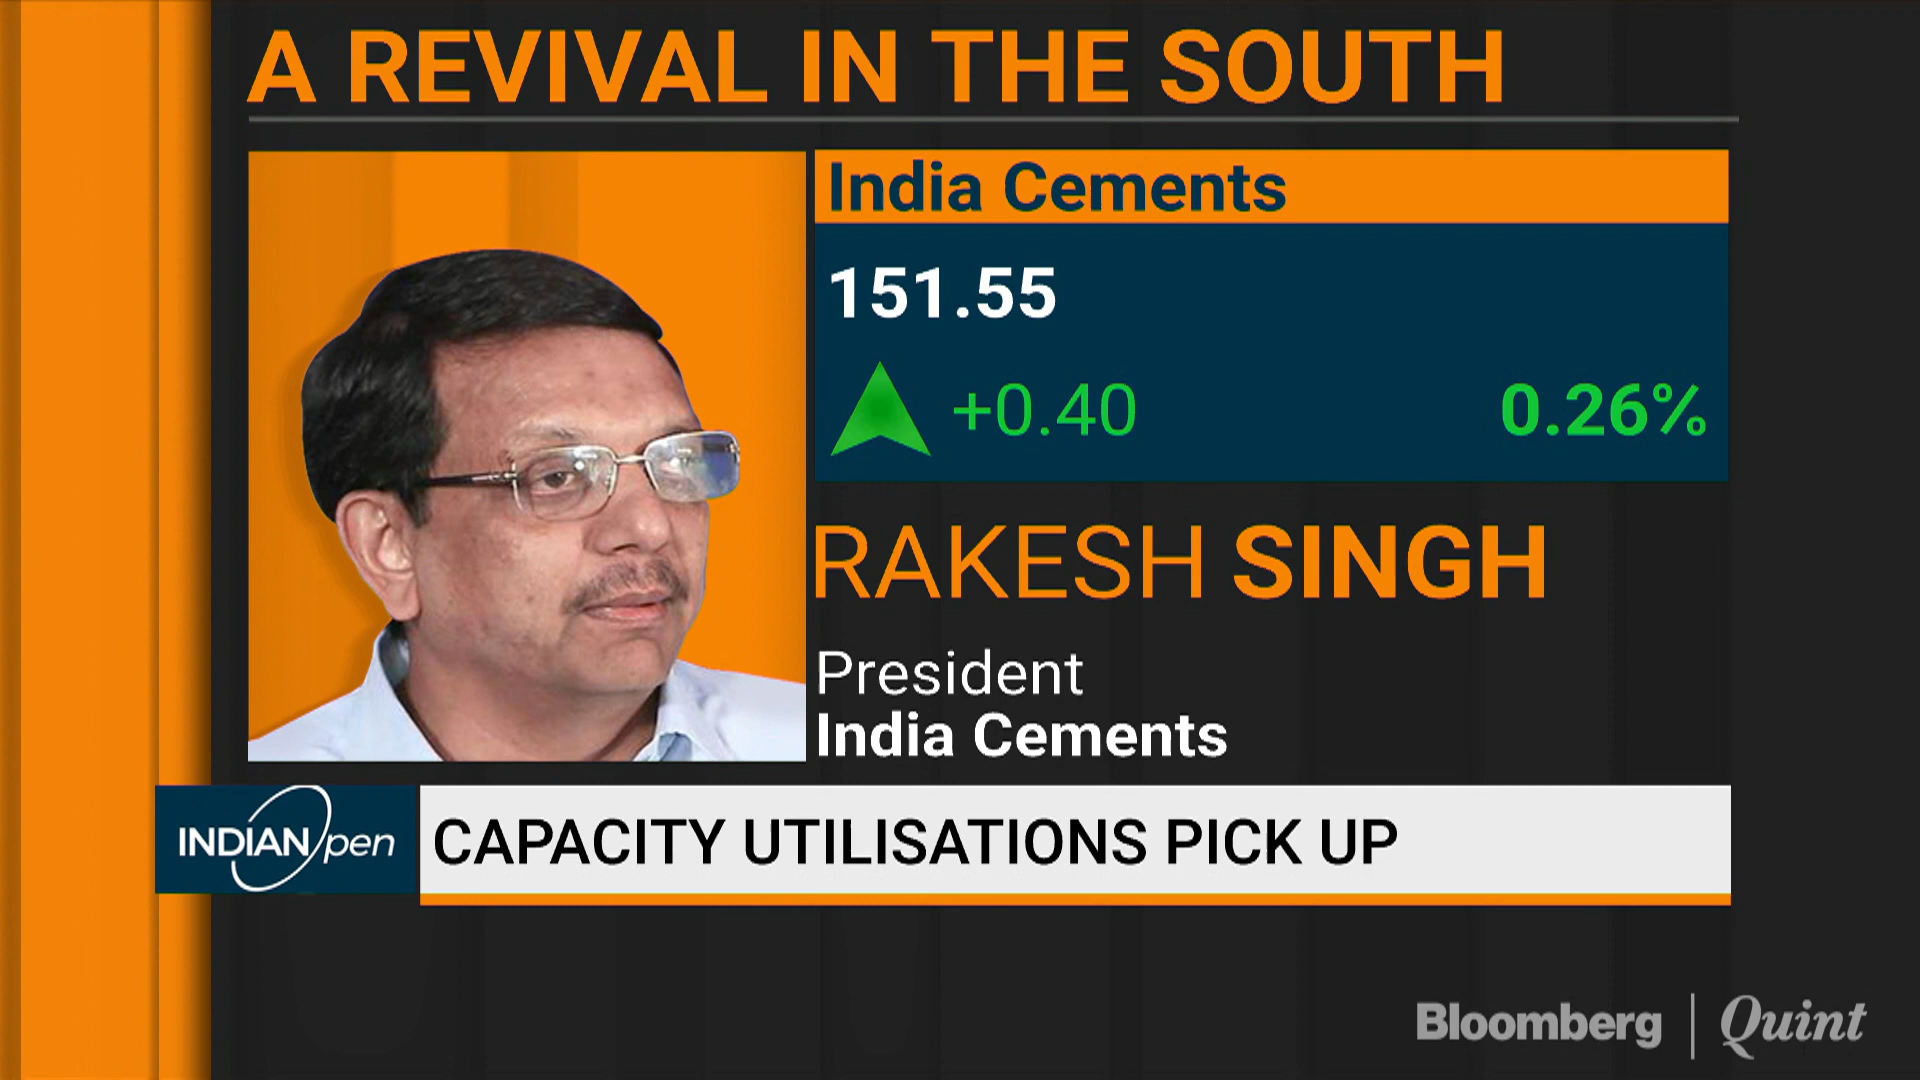 A REVIVAL IN THE SOUTH
India Cements
151.55
+0.40 0.26%
RAKESH SINGH
President
India Cements
INDIAN Open
CAPACITY UTILISATIONS PICK UP
Bloomberg | Quint